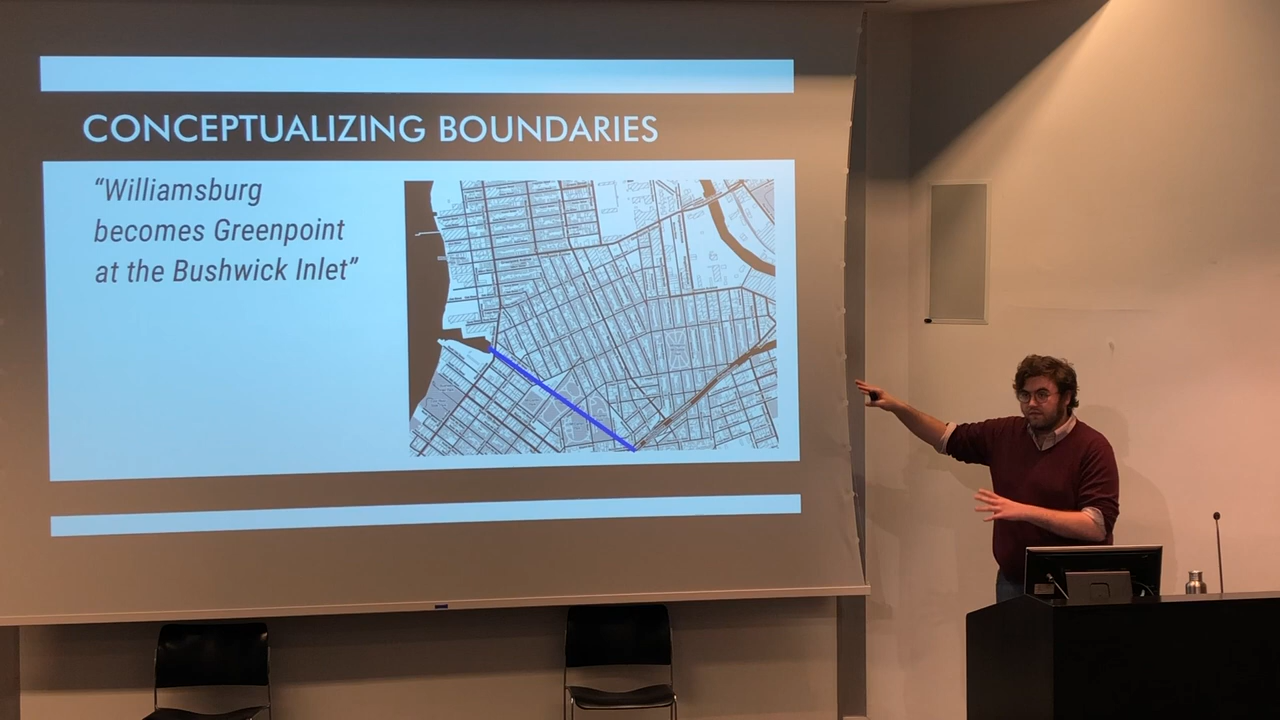 CONCEPTUALIZING BOUNDARIES
“Williamsburg
becomes Greenpoint
at the Bushwick Inlet”